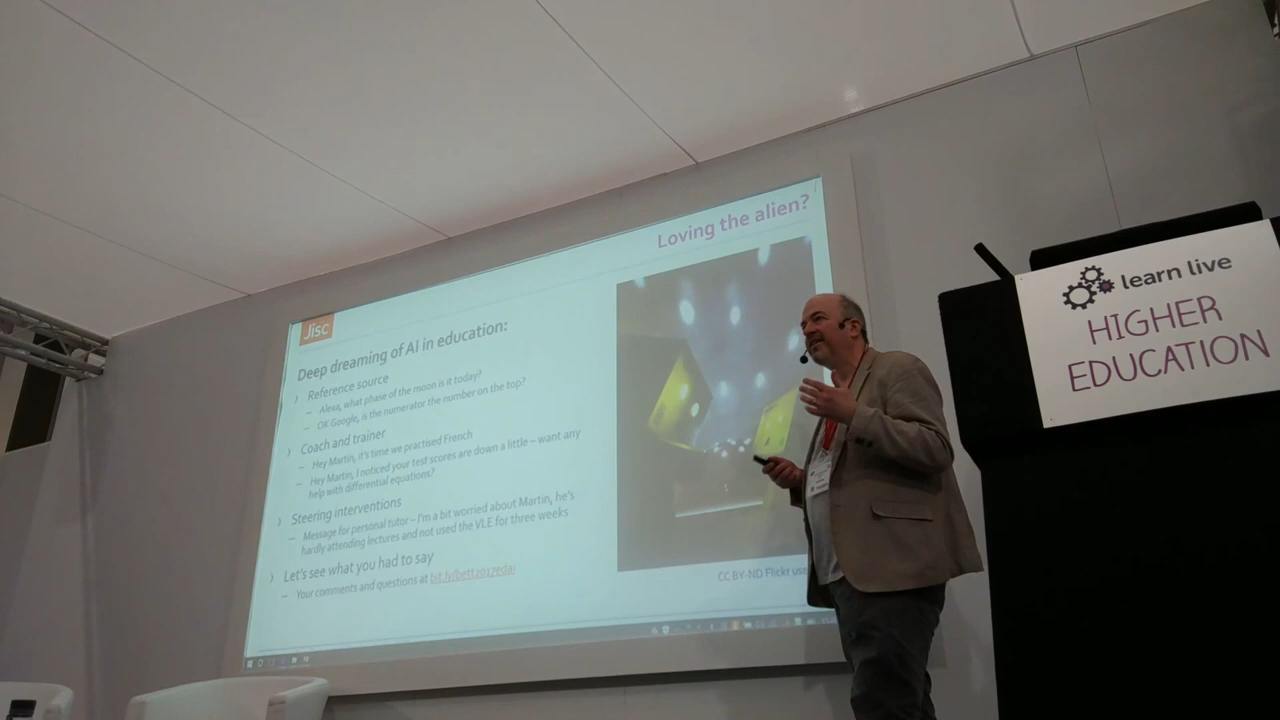 Loving the alien?
Jisc
Deep dreaming of AI in education:
Reference source
– Alexa, what phase of the moon is it today?
– OK Google, is the numerator the number on the top?
Coach and trainer
– Hey Martin, it's time we practised French
– Hey Martin, I noticed your test scores are down a little – want any
help with differential equations?
Steering interventions
– Message for personal tutor – I'm a bit worried about Martin, he's
hardly attending lectures and not used the VLE for three weeks
Let's see what you had to say
– Your comments and questions at bit.ly/bett2017edai
CC BY-ND Flickr use
learn live
HIGHER
EDUCATION